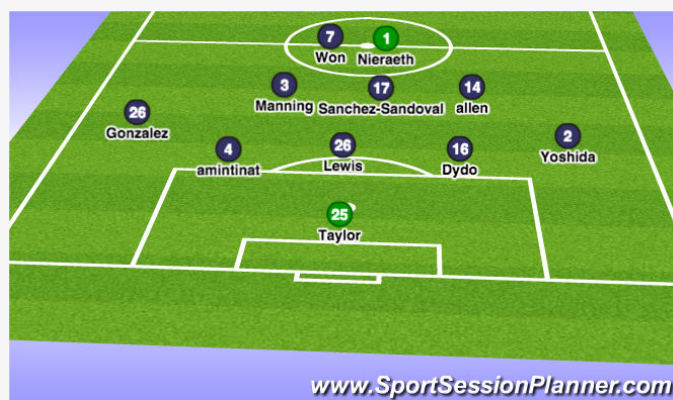 7
Won
1
Nieraeth
3
Manning
17
Sanchez-Sandoval
14
allen
26
Gonzalez
4
amintinat
26
Lewis
16
Dydo
2
Yoshida
25
Taylor
www.SportSessionPlanner.com